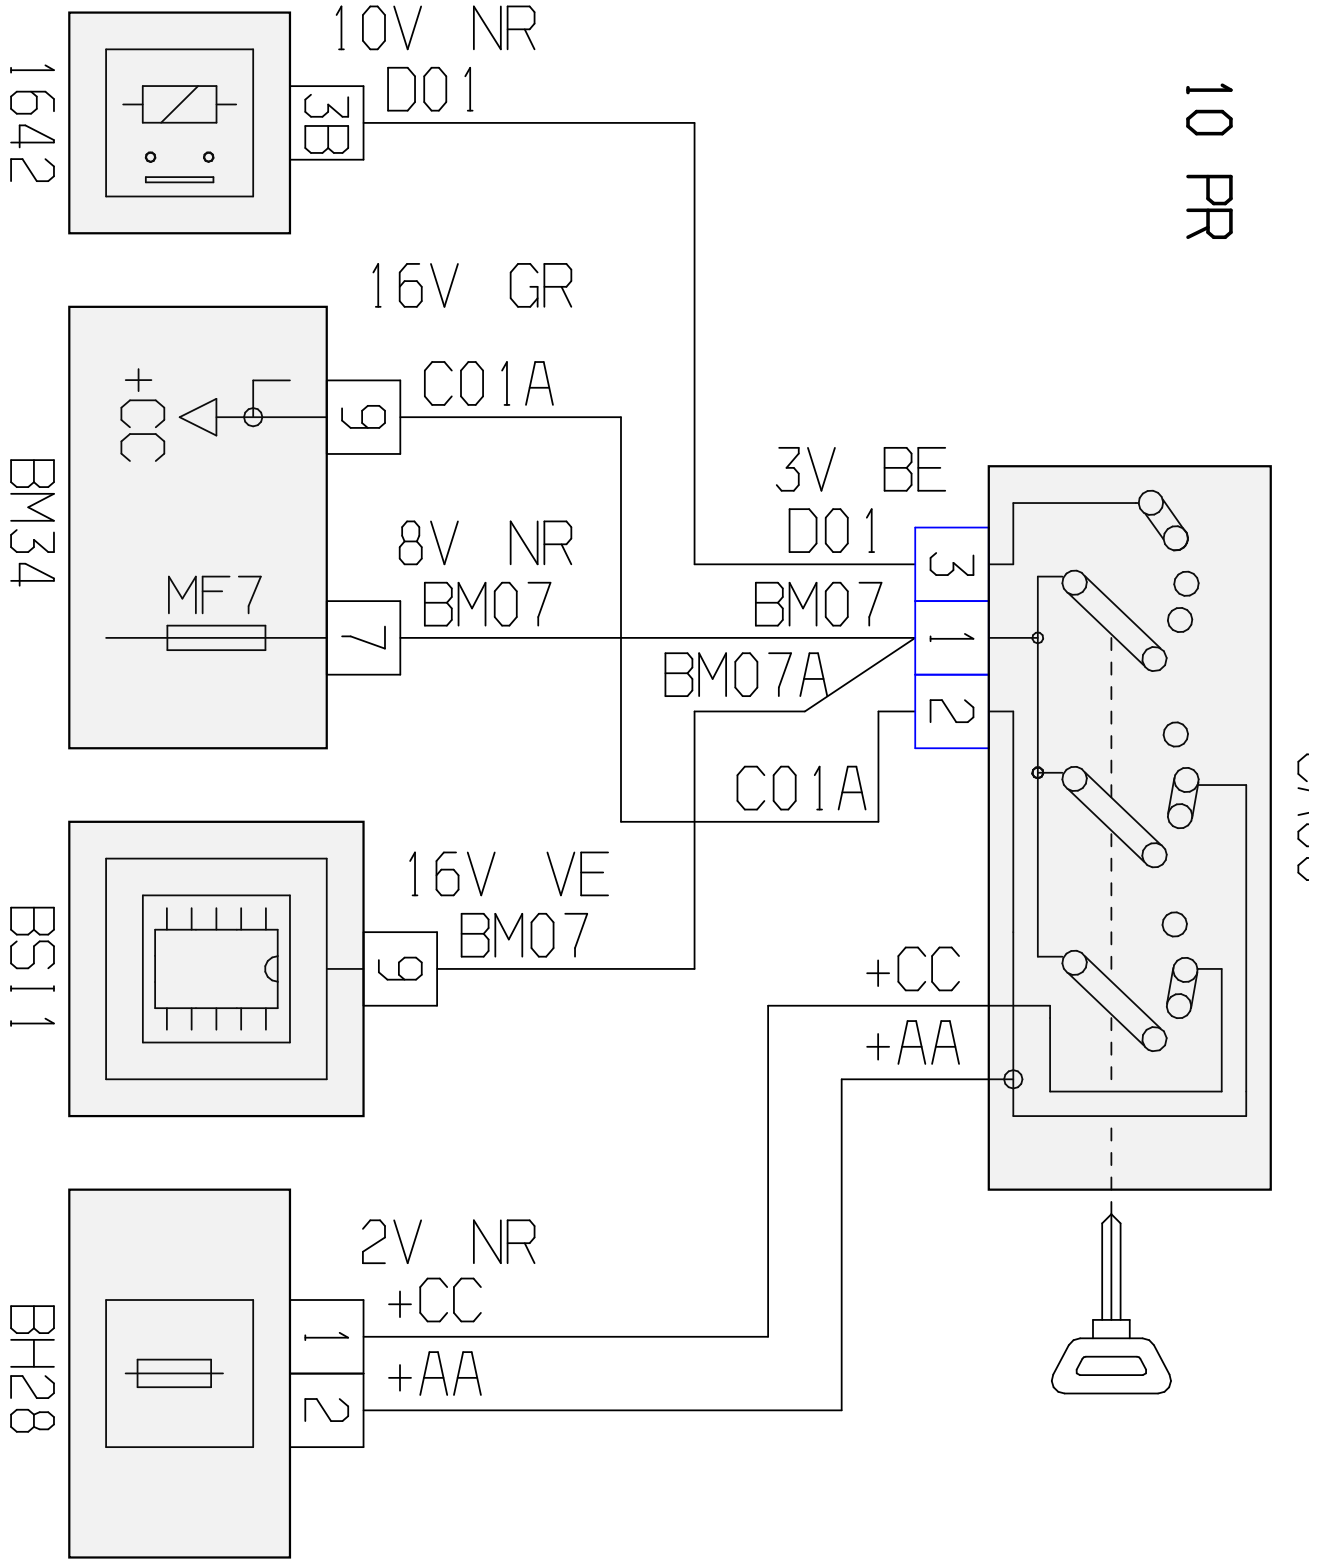 10V NR
D01
3B
1642
10 PR
16V GR
C01A
9
+CC
BM34
8V NR
BM07
MF7
7
3V BE
D01
3
BM07
1
BM07A
2
C01A
16V VE
BM07
9
BSI1
+CC
+AA
2V NR
+CC
1
+AA
2
BH28